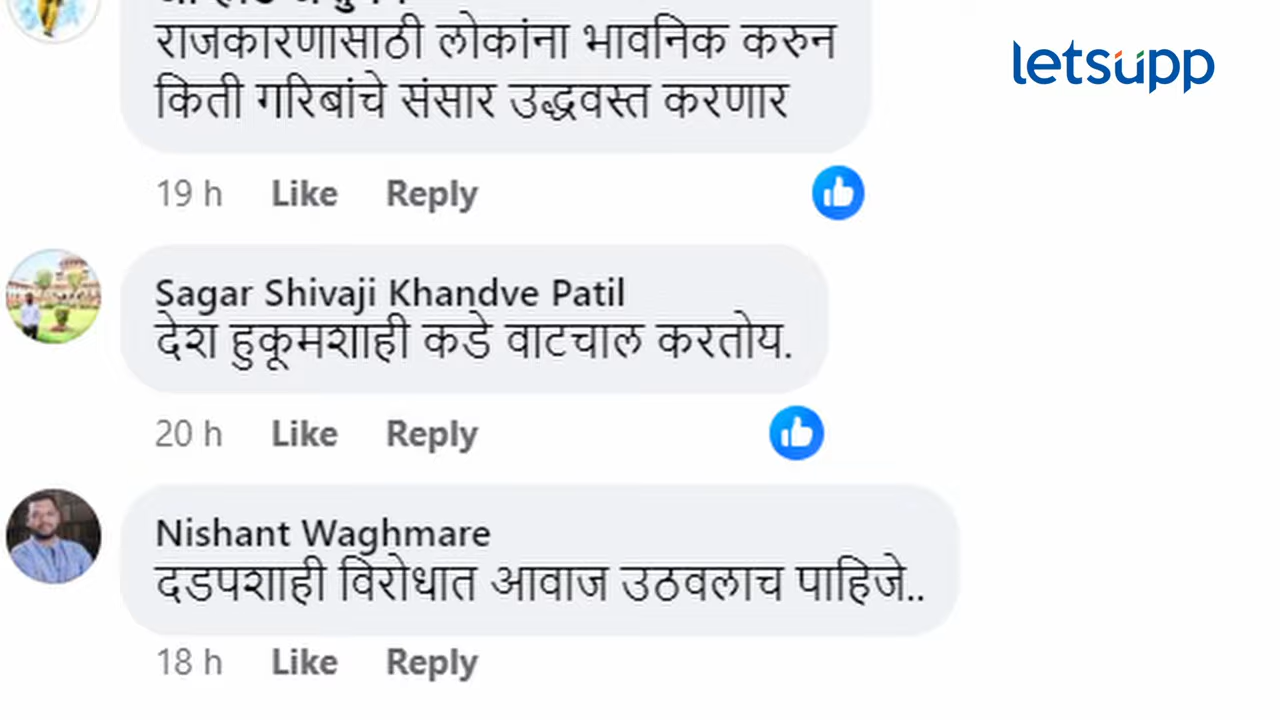 letsupp
राजकारणासाठी लोकांना भावनिक करुन
किती गरिबांचे संसार उद्धवस्त करणार
19 h Like Reply
Sagar Shivaji Khandve Patil
देश हुकूमशाही कडे वाटचाल करतोय.
20 h Like Reply
Nishant Waghmare
दडपशाही विरोधात आवाज उठवलाच पाहिजे..
18 h Like Reply